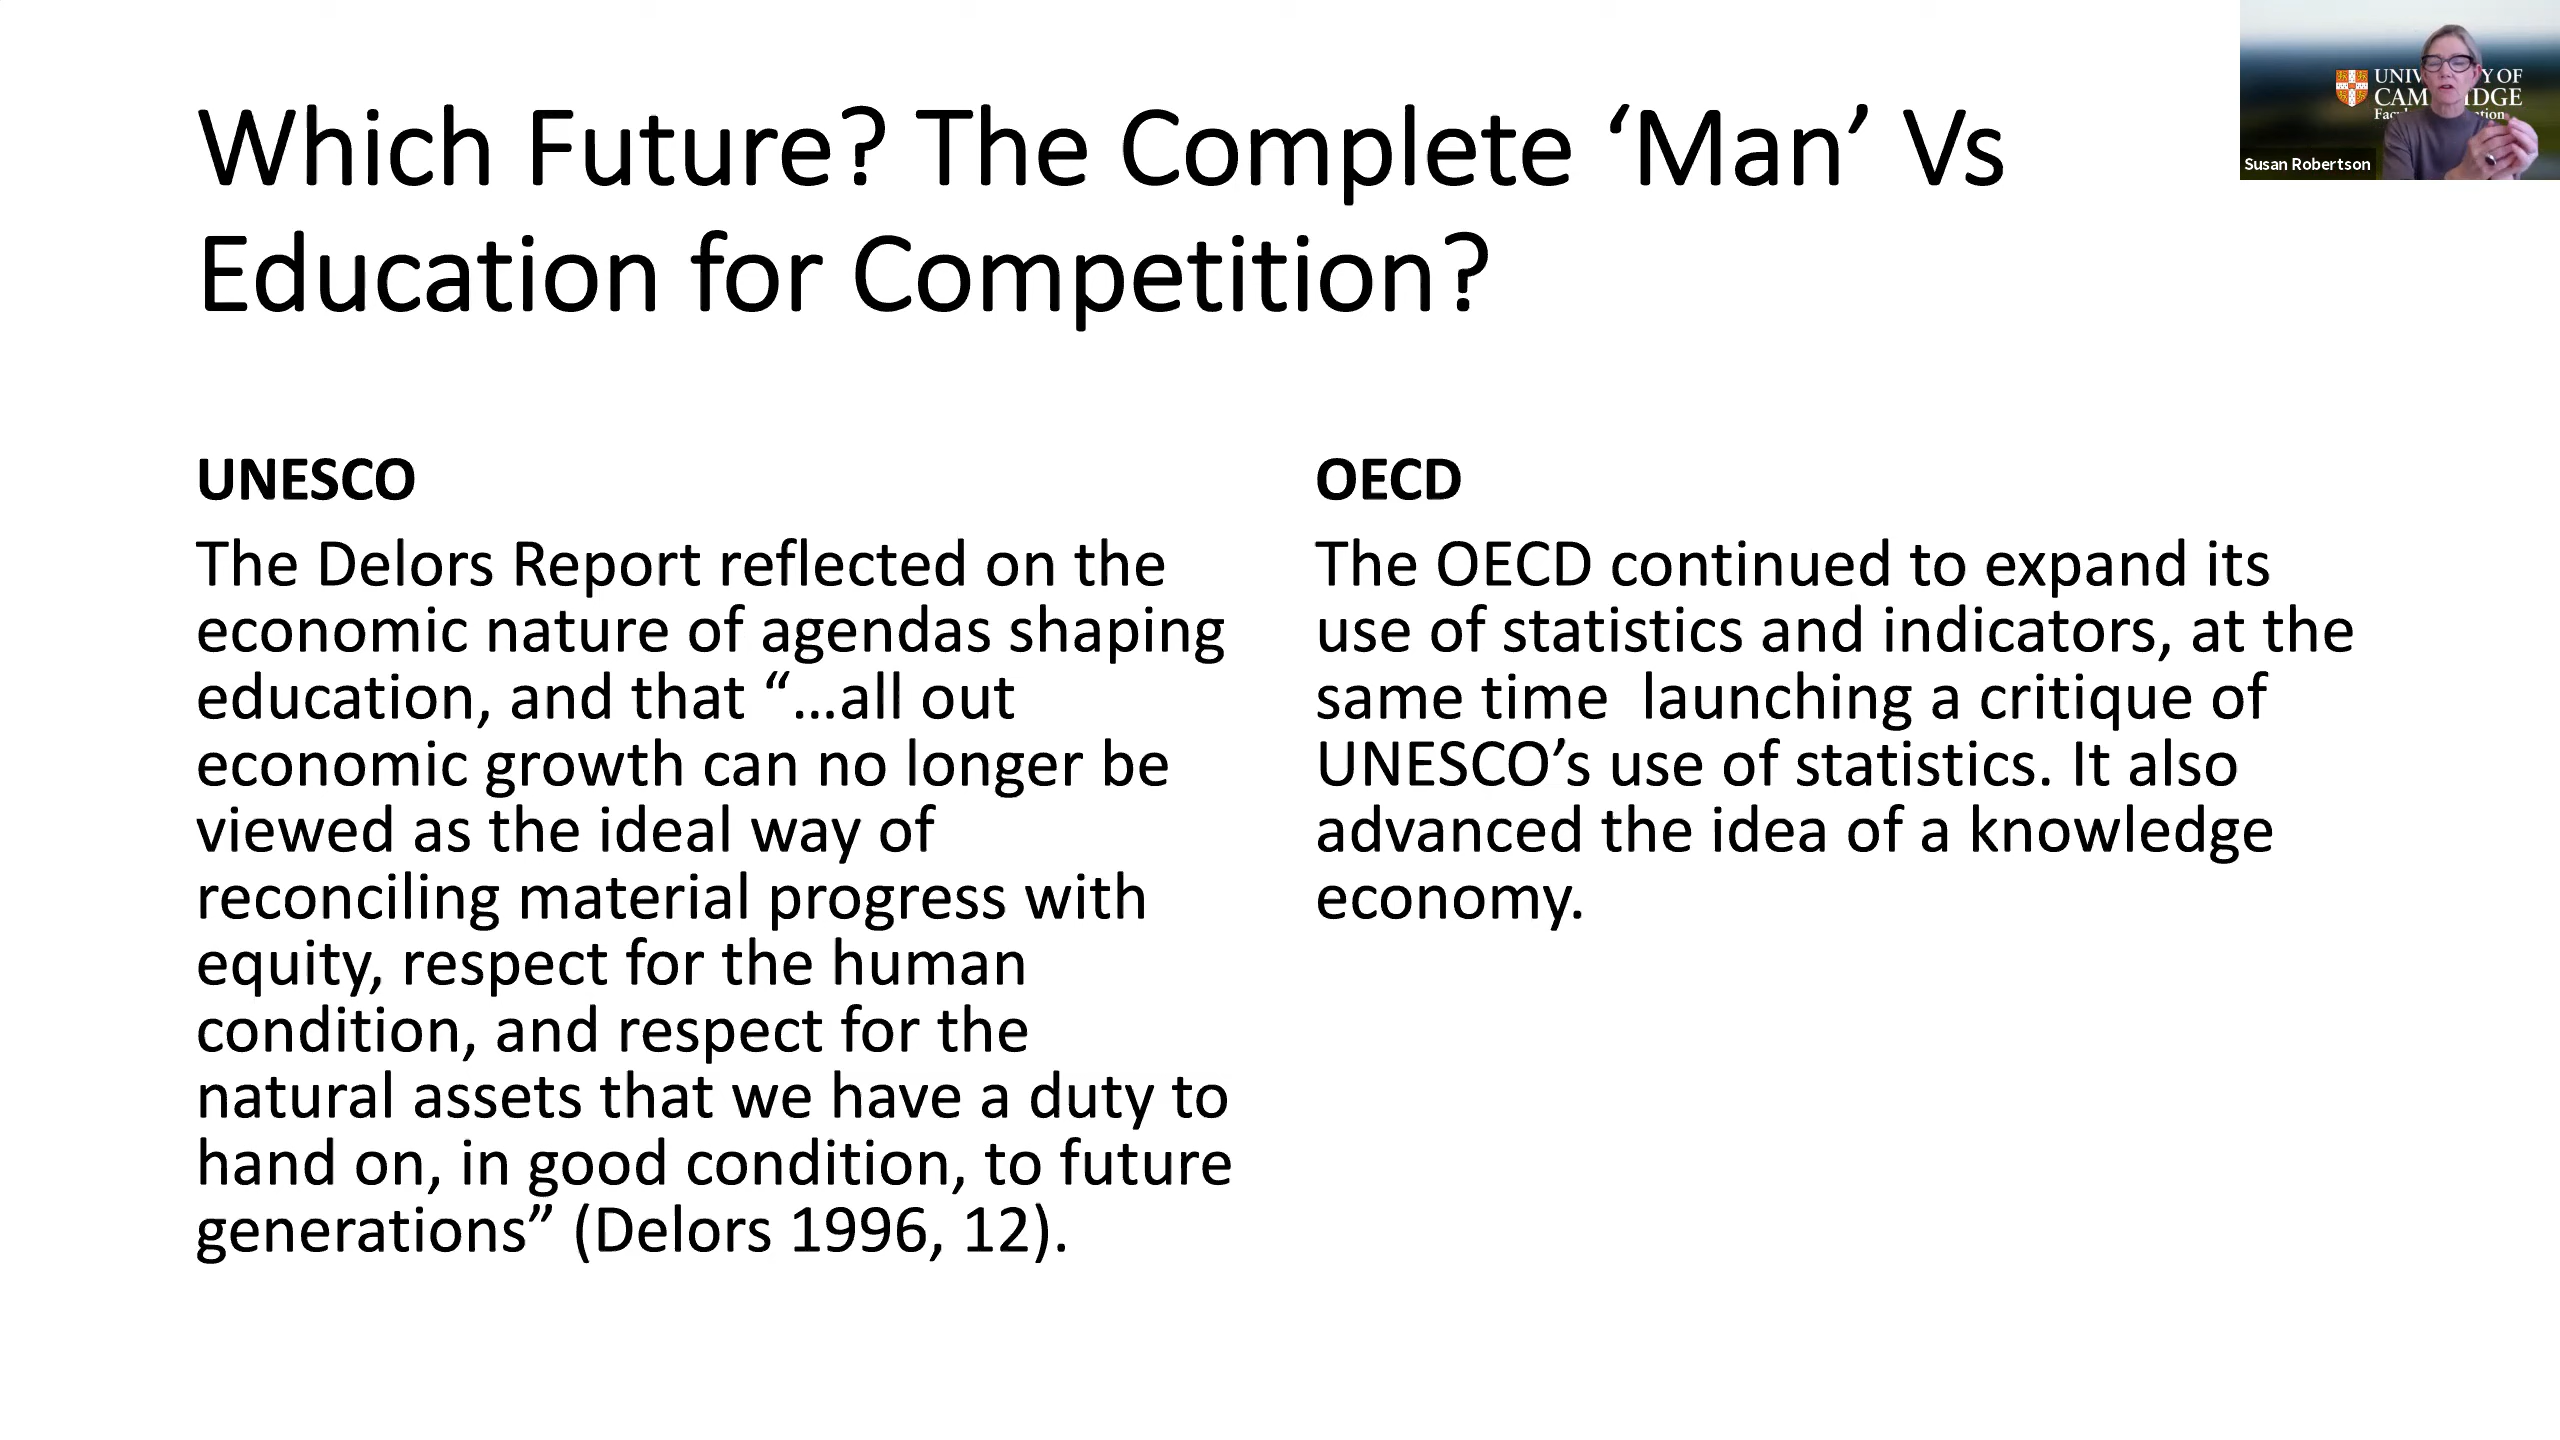 Which Future? The Complete ‘Man’ Vs
Education for Competition?
UNESCO
The Delors Report reflected on the
economic nature of agendas shaping
education, and that “...all out
economic growth can no longer be
viewed as the ideal way of
reconciling material progress with
equity, respect for the human
condition, and respect for the
natural assets that we have a duty to
hand on, in good condition, to future
generations” (Delors 1996, 12).
OECD
The OECD continued to expand its
use of statistics and indicators, at the
same time  launching a critique of
UNESCO’s use of statistics. It also
advanced the idea of a knowledge
economy.
OF
Susan Robertson